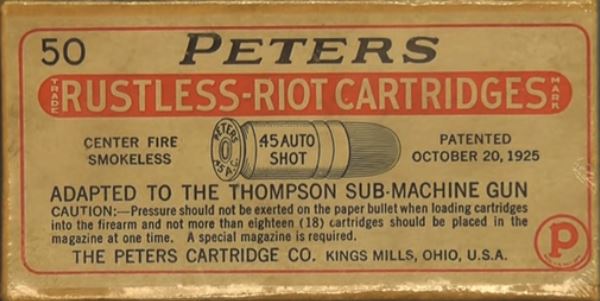 50 PETERS
TRADE RUSTLESS-RIOT CARTRIDGES MARK
CENTER FIRE
SMOKELESS
PETERS
45 A.C.
45 AUTO
SHOT
PATENTED
OCTOBER 20, 1925
ADAPTED TO THE THOMPSON SUB-MACHINE GUN
CAUTION:—Pressure should not be exerted on the paper bullet when loading cartridges
into the firearm and not more than eighteen (18) cartridges should be placed in the
magazine at one time. A special magazine is required.
THE PETERS CARTRIDGE CO. KINGS MILLS, OHIO, U.S.A.
P